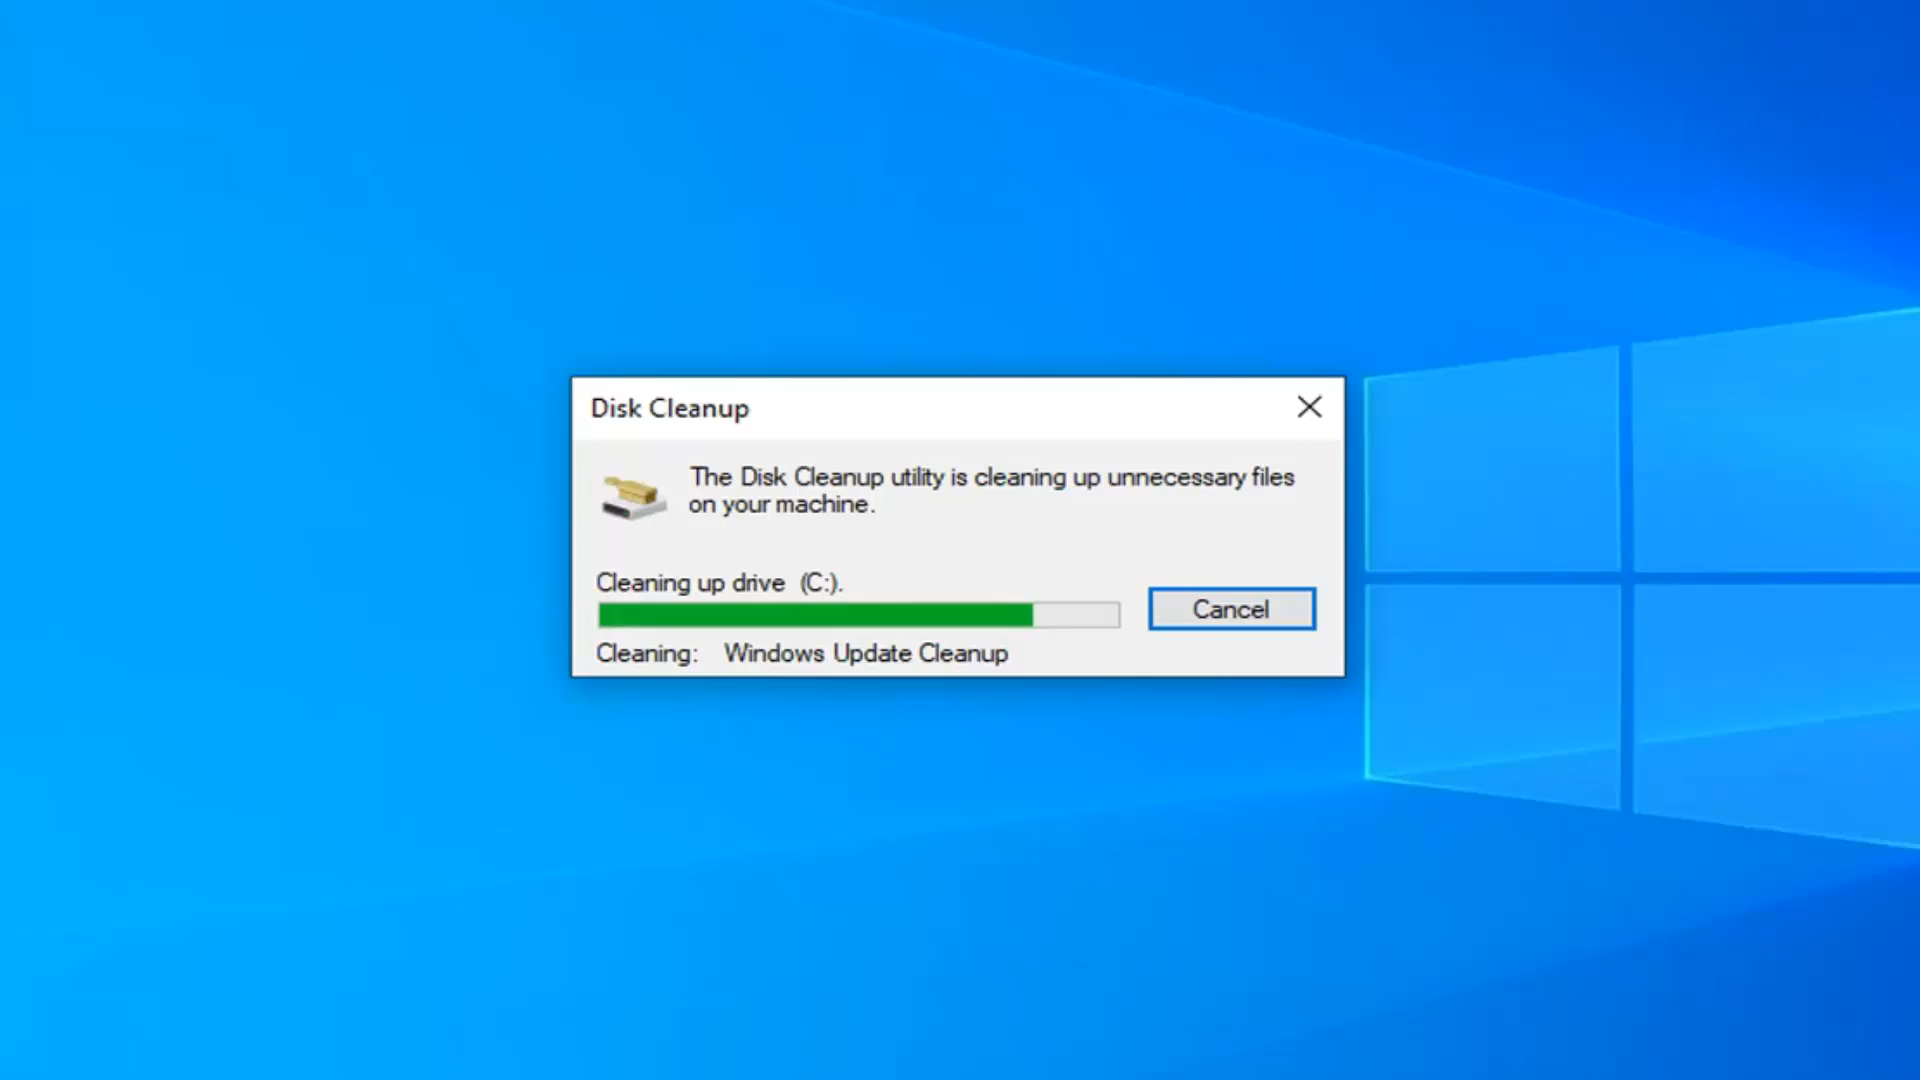 Disk Cleanup
The Disk Cleanup utility is cleaning up unnecessary files
on your machine.
Cleaning up drive (C:).
Cancel
Cleaning: Windows Update Cleanup